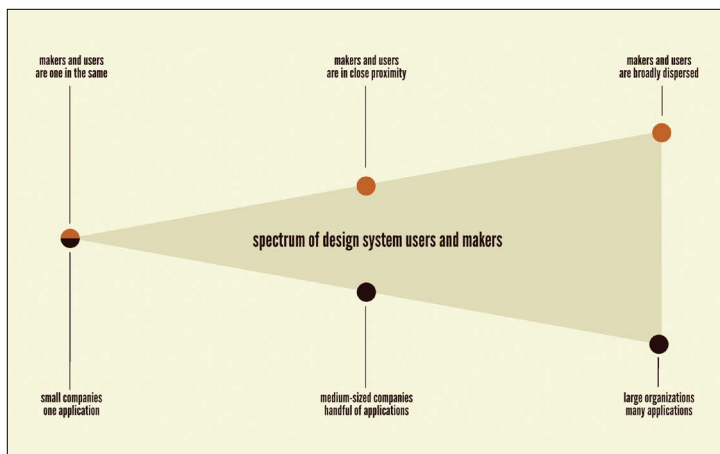 makers and users
are one in the same
makers and users
are in close proximity
makers and users
are broadly dispersed
spectrum of design system users and makers
small companies
one application
medium-sized companies
handful of applications
large organizations
many applications